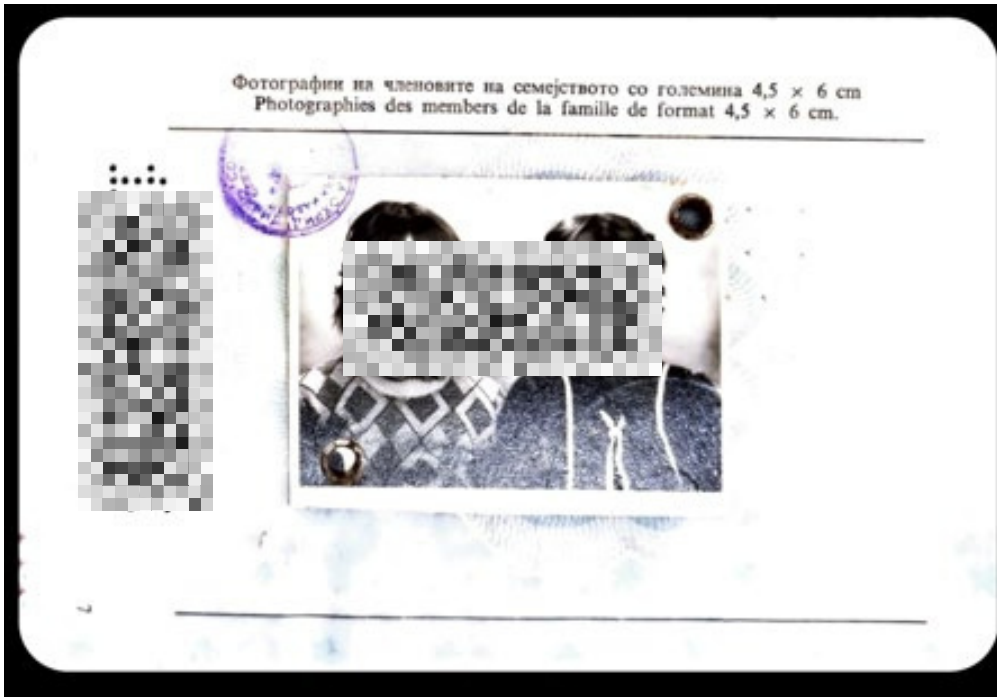 Фотографии на членовите на семејството со големина 4,5 × 6 cm
Photographies des members de la famille de format 4,5 × 6 cm.
7